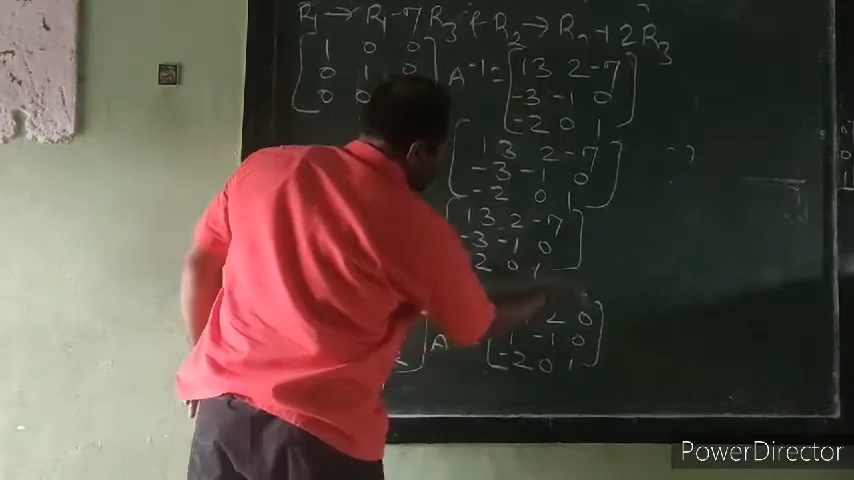 R₁ → R₁ - 7R₃ & R₂ → R₂ + 2R₃
1 0 0
0 1 0 A⁻¹ = 13 2 -7
0 0 -3 -1 0
-2 0 1
13 2 -7
-3 -1 0
-2 0 1
13 2 -7
-3 -1 0
2 0 1
2 0
A 1 -1 0
-2 0 1
PowerDirector